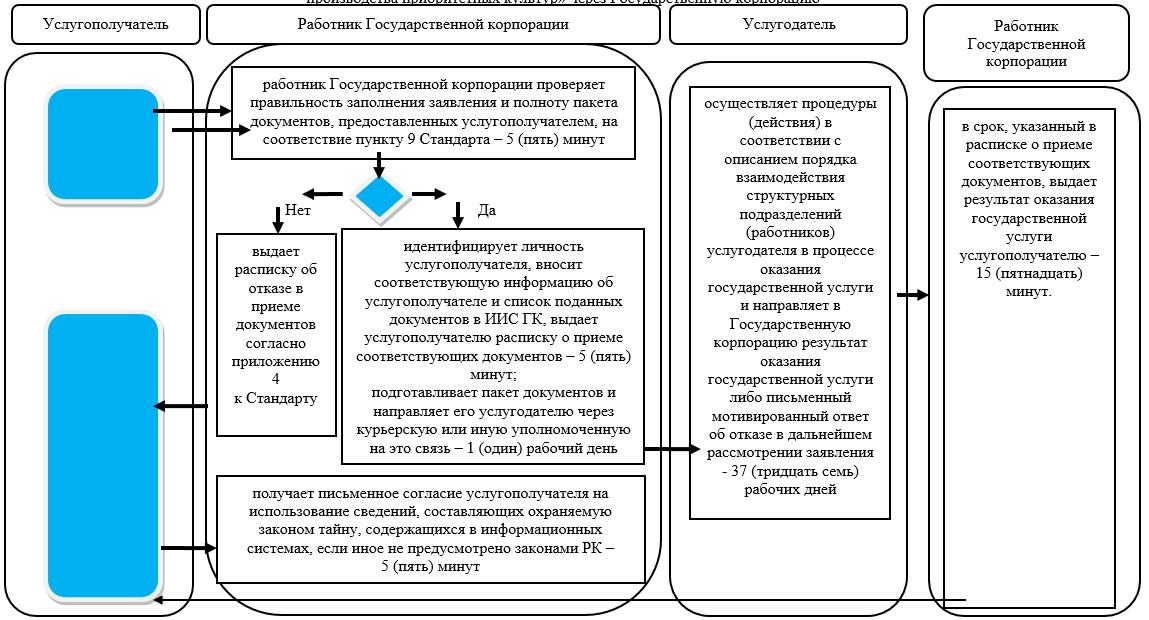 производства приоритетных культур» через Государственную корпорацию
Услугополучатель
Работник Государственной корпорации
Услугодатель
Работник
Государственной
корпорации
работник Государственной корпорации проверяет
правильность заполнения заявления и полноту пакета
документов, предоставленных услугополучателем, на
соответствие пункту 9 Стандарта – 5 (пять) минут
Нет
Да
выдает
расписку об
отказе в
приеме
документов
согласно
приложению
4
к Стандарту
идентифицирует личность
услугополучателя, вносит
соответствующую информацию об
услугополучателе и список поданных
документов в ИИС ГК, выдает
услугополучателю расписку о приеме
соответствующих документов – 5 (пять)
минут;
подготавливает пакет документов и
направляет его услугодателю через
курьерскую или иную уполномоченную
на это связь – 1 (один) рабочий день
получает письменное согласие услугополучателя на
использование сведений, составляющих охраняемую
законом тайну, содержащихся в информационных
системах, если иное не предусмотрено законами РК –
5 (пять) минут
осуществляет процедуры
(действия) в
соответствии с
описанием порядка
взаимодействия
структурных
подразделений
(работников)
услугодателя в процессе
оказания
государственной услуги
и направляет в
Государственную
корпорацию результат
оказания
государственной услуги
либо письменный
мотивированный ответ
об отказе в дальнейшем
рассмотрении заявления
- 37 (тридцать семь)
рабочих дней
в срок, указанный в
расписке о приеме
соответствующих
документов, выдает
результат оказания
государственной
услуги
услугополучателю –
15 (пятнадцать)
минут.